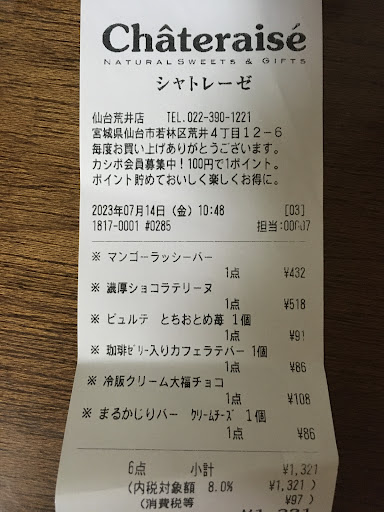 Châteraisé
NATURAL SWEETS & GIFTS
シャトレーゼ
仙台荒井店 TEL.022-390-1221
宮城県仙台市若林区荒井4丁目12-6
毎度お買い上げありがとうございます。
カシポ会員募集中!100円で1ポイント。
ポイント貯めておいしく楽しくお得に。
2023年07月14日(金)10:48 [03]
1817-0001 #0285 担当:00007
※ マンゴーラッシーバー
1点 ¥432
※ 濃厚ショコラテリーヌ
1点 ¥518
※ ピュルテ とちおとめ苺 1個
1点 ¥91
※ 珈琲ゼリー入りカフェラテバー 1個
1点 ¥86
※ 冷販クリーム大福チョコ
1点 ¥108
※ まるかじりバー クリームチーズ 1個
1点 ¥86
6点 小計 ¥1,321
(内税対象額 8.0% ¥1,321 )
(消費税等 ¥97 )
¥1,321